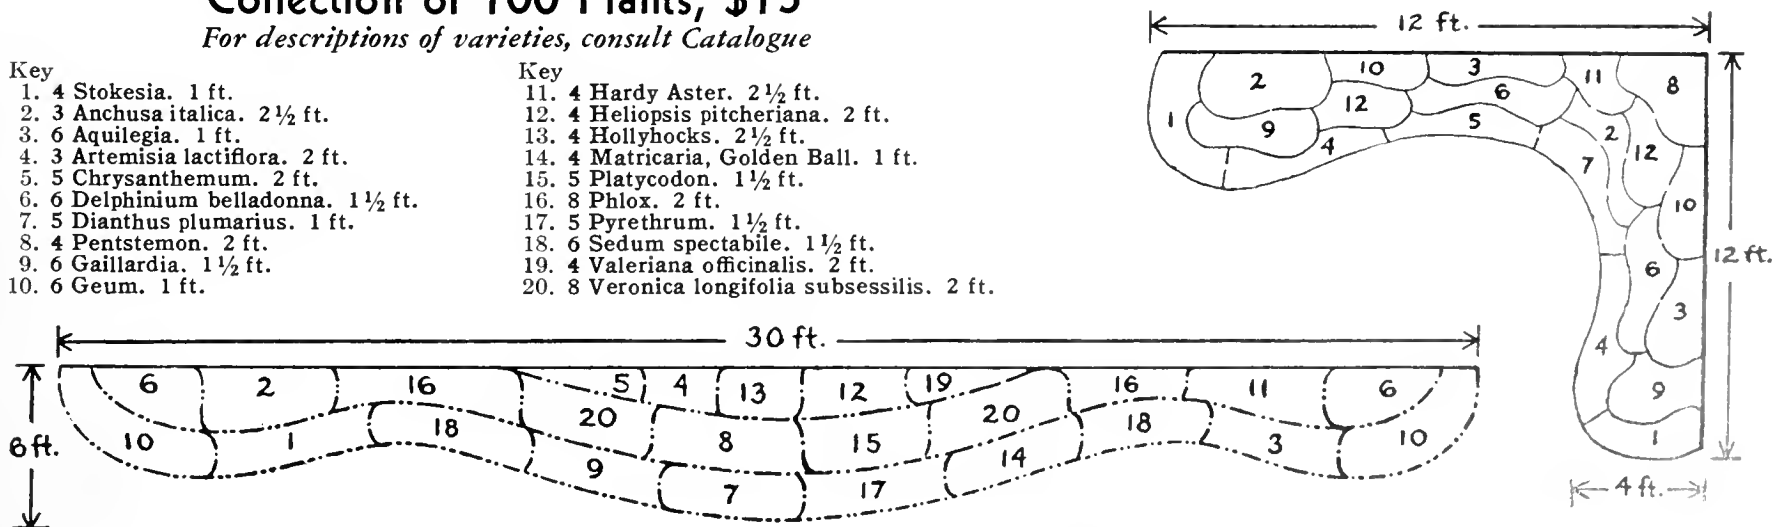 Collection of 100 Plants, $15
For descriptions of varieties, consult Catalogue
Key
1. 4 Stokesia. 1 ft.
2. 3 Anchusa italica. 2½ ft.
3. 6 Aquilegia. 1 ft.
4. 3 Artemisia lactiflora. 2 ft.
5. 5 Chrysanthemum. 2 ft.
6. 6 Delphinium belladonna. 1½ ft.
7. 5 Dianthus plumarius. 1 ft.
8. 4 Pentstemon. 2 ft.
9. 6 Gaillardia. 1½ ft.
10. 6 Geum. 1 ft.
Key
11. 4 Hardy Aster. 2½ ft.
12. 4 Heliopsis pitcheriana. 2 ft.
13. 4 Hollyhocks. 2½ ft.
14. 4 Matricaria, Golden Ball. 1 ft.
15. 5 Platycodon. 1½ ft.
16. 8 Phlox. 2 ft.
17. 5 Pyrethrum. 1½ ft.
18. 6 Sedum spectabile. 1½ ft.
19. 4 Valeriana officinalis. 2 ft.
20. 8 Veronica longifolia subsessilis. 2 ft.
12 ft.
2 10 3 11 8
1 9 12 6 5 4 2 7 12
10
12 ft.
6
3
4
9
1
4 ft.
30 ft.
6 2 16 5 4 13 12 19 16 11 6
6 ft.
10 1 18 20 8 15 20 18 3 10
9 7 17 14